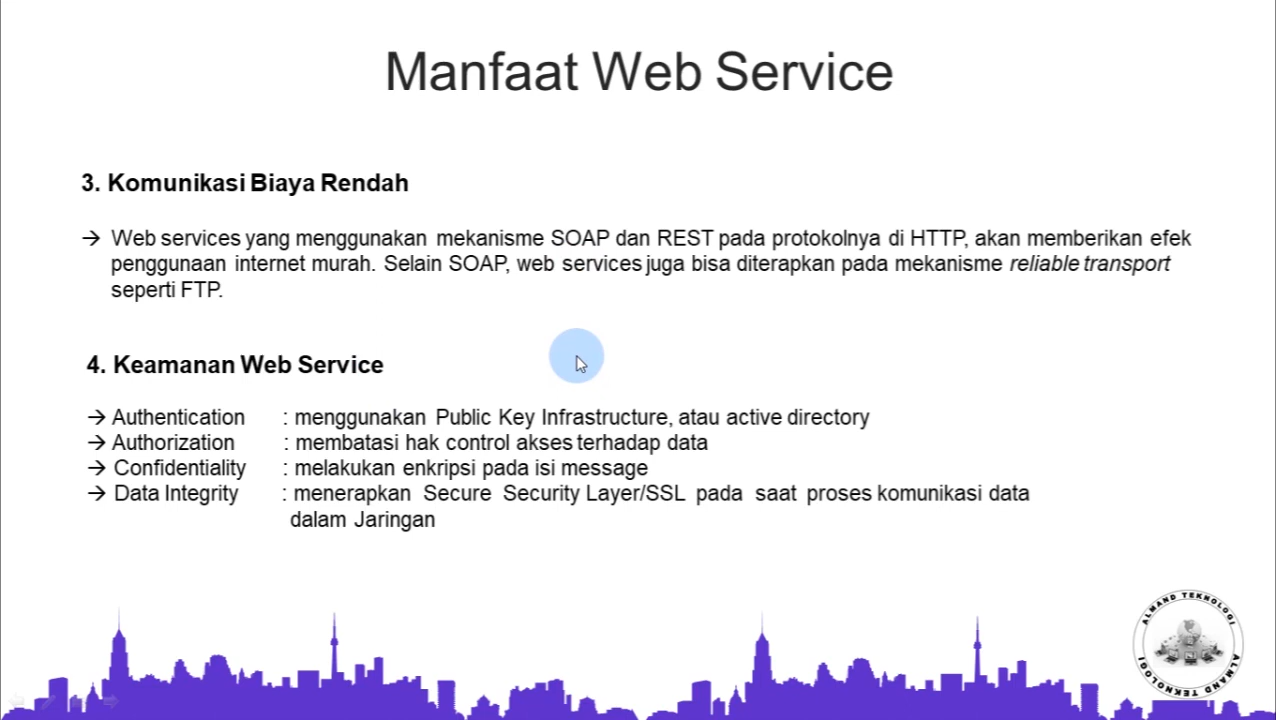 Manfaat Web Service
3. Komunikasi Biaya Rendah
→ Web services yang menggunakan mekanisme SOAP dan REST pada protokolnya di HTTP, akan memberikan efek
penggunaan internet murah. Selain SOAP, web services juga bisa diterapkan pada mekanisme reliable transport
seperti FTP.
4. Keamanan Web Service
→ Authentication : menggunakan Public Key Infrastructure, atau active directory
→ Authorization : membatasi hak control akses terhadap data
→ Confidentiality : melakukan enkripsi pada isi message
→ Data Integrity : menerapkan Secure Security Layer/SSL pada saat proses komunikasi data
dalam Jaringan
ALMAND TEKNOLOGI
ALMAND TEKNOLOGI